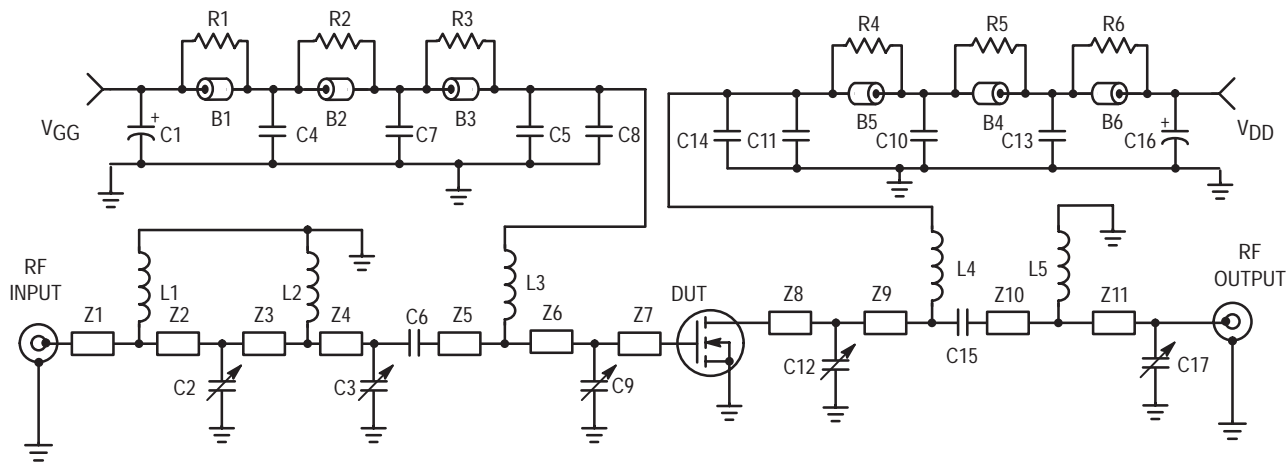 R1 R2 R3 R4 R5 R6
B1 B2 B3 B5 B4 B6
VGG + C1 C4 C7 C5 C8 C14 C11 C10 C13 C16 + VDD
RF INPUT
L1 L2 L3 L4 L5
RF OUTPUT
DUT
Z1 Z2 Z3 Z4 C6 Z5 Z6 Z7 Z8 Z9 C15 Z10 Z11
C2 C3 C9 C12 C17